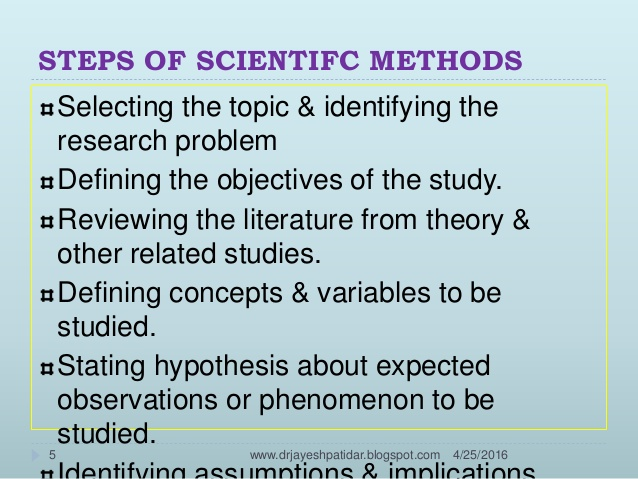 STEPS OF SCIENTIFC METHODS
Selecting the topic & identifying the
research problem
Defining the objectives of the study.
Reviewing the literature from theory &
other related studies.
Defining concepts & variables to be
studied.
Stating hypothesis about expected
observations or phenomenon to be
studied.
5 www.drjayeshpatidar.blogspot.com 4/25/2016
Identifying assumptions & implications